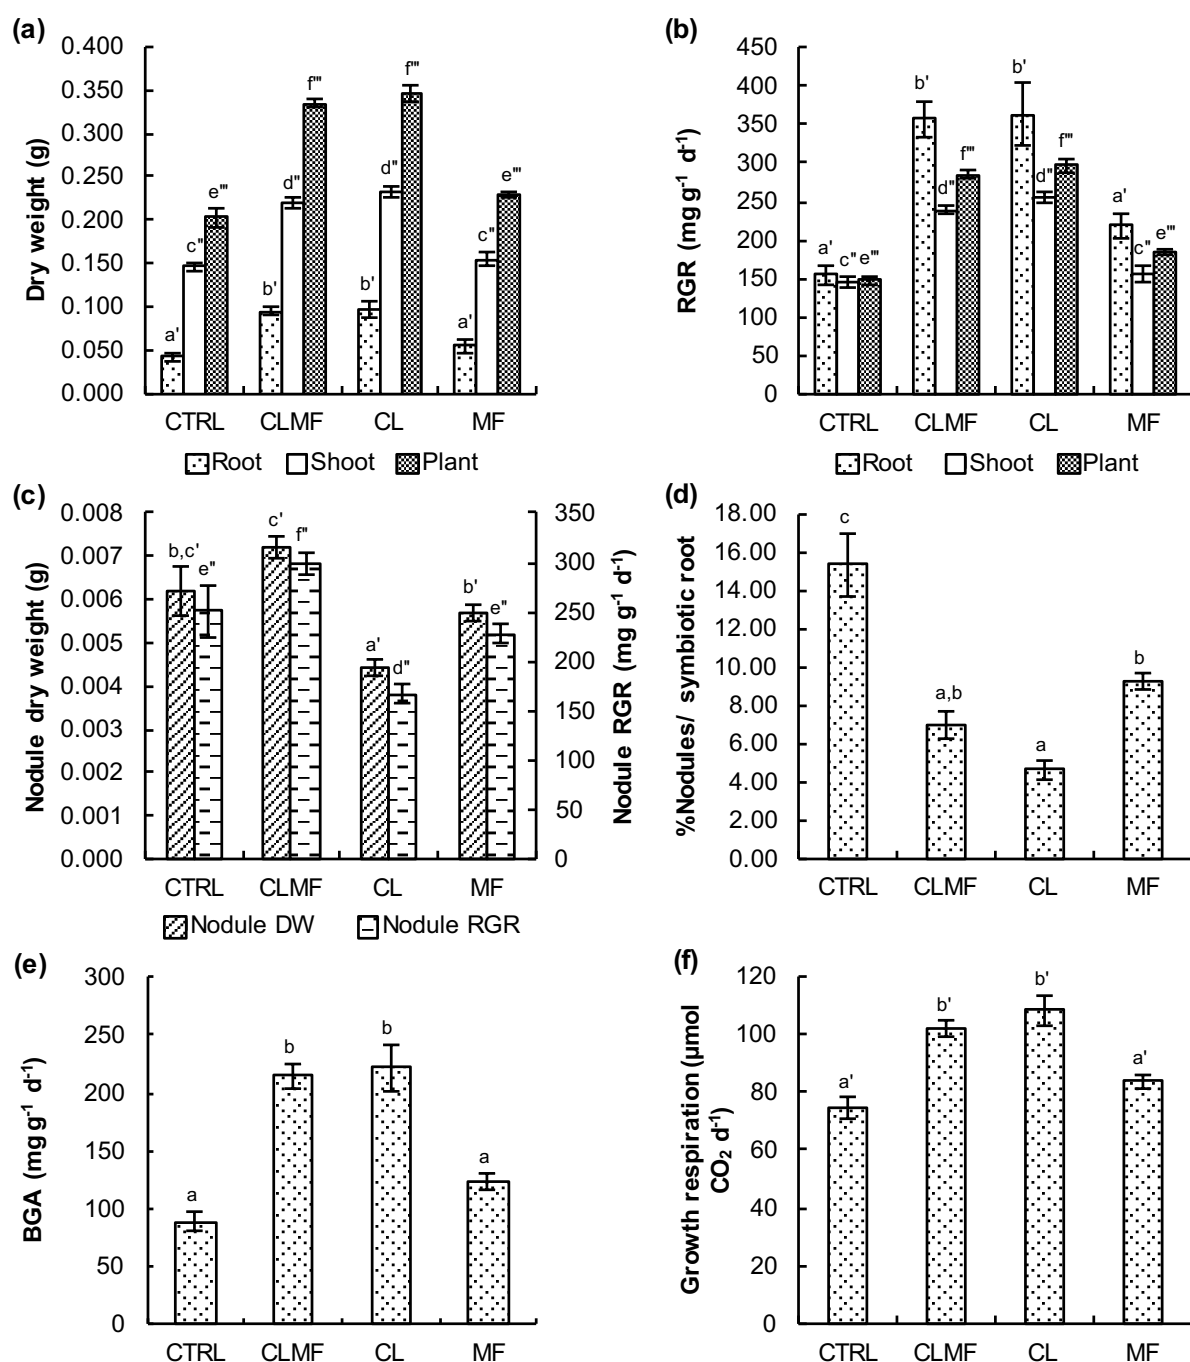 (a)
Dry weight (g)
0.400
0.350
0.300
0.250
0.200
0.150
0.100
0.050
0.000
a' c" e'''
b' d" f'''
b' d" f'''
a' c" e'''
CTRL CLMF CL MF
Root Shoot Plant
(b)
RGR (mg g-1 d-1)
450
400
350
300
250
200
150
100
50
0
a' c" e'''
b' d" f'''
b' d" f'''
a' c" e'''
CTRL CLMF CL MF
Root Shoot Plant
(c)
Nodule dry weight (g)
0.008
0.007
0.006
0.005
0.004
0.003
0.002
0.001
0.000
b,c' e"
c' f"
a' d"
b' e"
350
300
250
200
150
100
50
0
Nodule RGR (mg g-1 d-1)
CTRL CLMF CL MF
Nodule DW Nodule RGR
(d)
%Nodules/ symbiotic root
18.00
16.00
14.00
12.00
10.00
8.00
6.00
4.00
2.00
0.00
c a,b a b
CTRL CLMF CL MF
(e)
BGA (mg g-1 d-1)
300
250
200
150
100
50
0
a b b a
CTRL CLMF CL MF
(f)
Growth respiration (µmol
CO2 d-1)
120
100
80
60
40
20
0
a' b' b' a'
CTRL CLMF CL MF